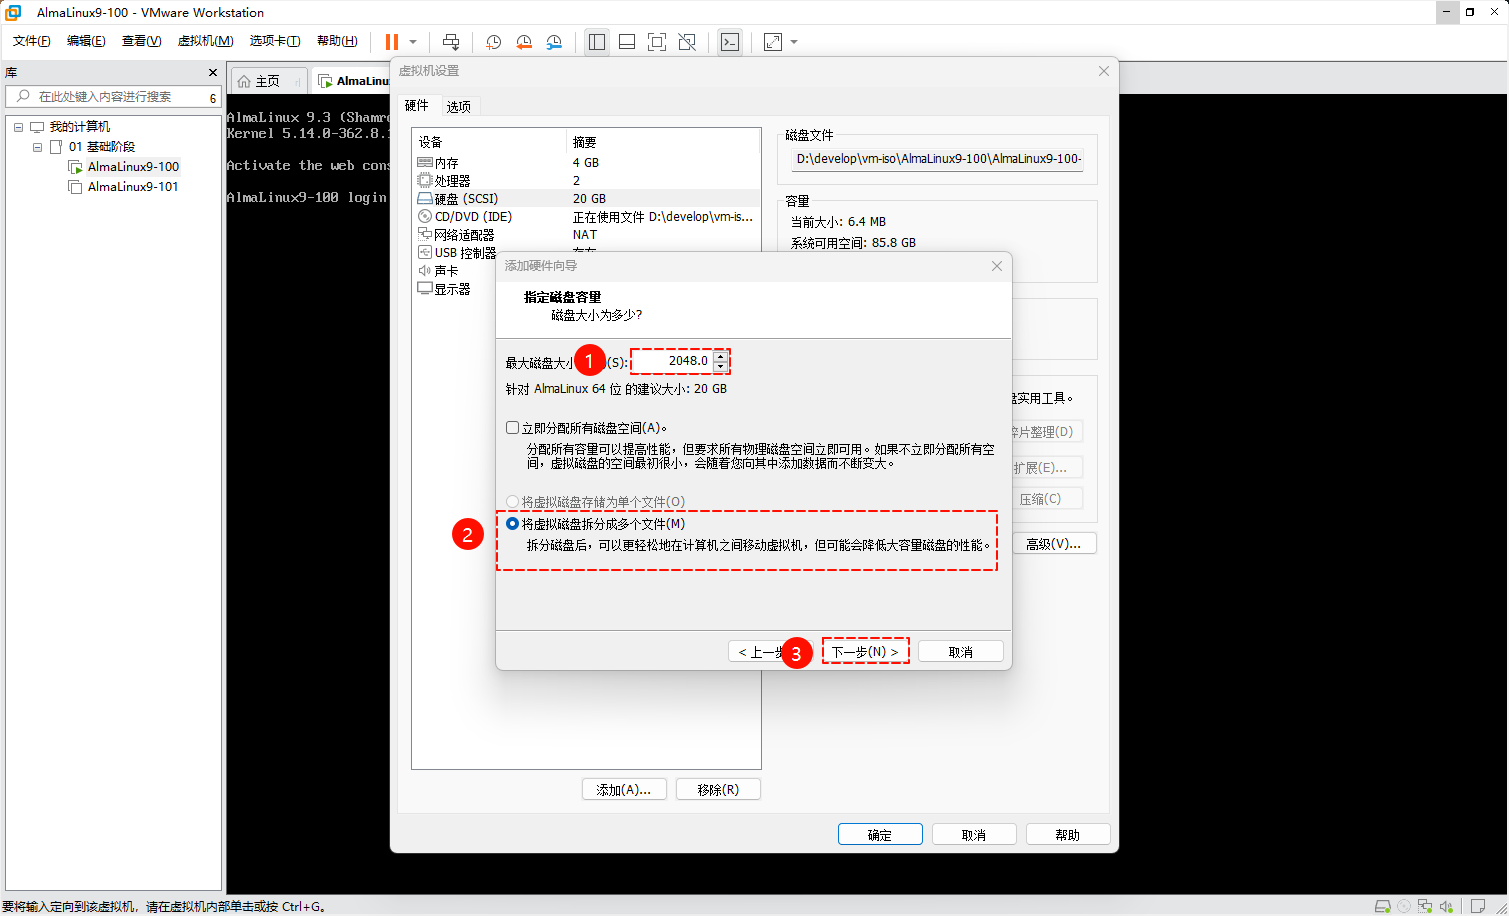 AlmaLinux9-100 - VMware Workstation
文件(F) 编辑(E) 查看(V) 虚拟机(M) 选项卡(T) 帮助(H)
库
在此处键入内容进行搜索
6
我的计算机
01 基础阶段
AlmaLinux9-100
AlmaLinux9-101
主页
AlmaLinu
AlmaLinux 9.3 (Shamr
Kernel 5.14.0-362.8.
Activate the web cons
AlmaLinux9-100 login
虚拟机设置
硬件 选项
设备 摘要
内存 4 GB
处理器 2
硬盘 (SCSI) 20 GB
CD/DVD (IDE) 正在使用文件 D:\develop\vm-is...
网络适配器 NAT
USB 控制器 存在
声卡
显示器
添加(A)... 移除(R)
磁盘文件
D:\develop\vm-iso\AlmaLinux9-100\AlmaLinux9-100-
容量
当前大小: 6.4 MB
系统可用空间: 85.8 GB
盘实用工具。
碎片整理(D)
扩展(E)...
压缩(C)
高级(V)...
确定 取消 帮助
添加硬件向导
指定磁盘容量
磁盘大小为多少?
最大磁盘大小 1 (S): 2048.0
针对 AlmaLinux 64 位 的建议大小: 20 GB
立即分配所有磁盘空间(A)。
分配所有容量可以提高性能，但要求所有物理磁盘空间立即可用。如果不立即分配所有空
间，虚拟磁盘的空间最初很小，会随着您向其中添加数据而不断变大。
将虚拟磁盘存储为单个文件(O)
2
将虚拟磁盘拆分成多个文件(M)
拆分磁盘后，可以更轻松地在计算机之间移动虚拟机，但可能会降低大容量磁盘的性能。
< 上一步 3 下一步(N) > 取消
要将输入定向到该虚拟机，请在虚拟机内部单击或按 Ctrl+G。